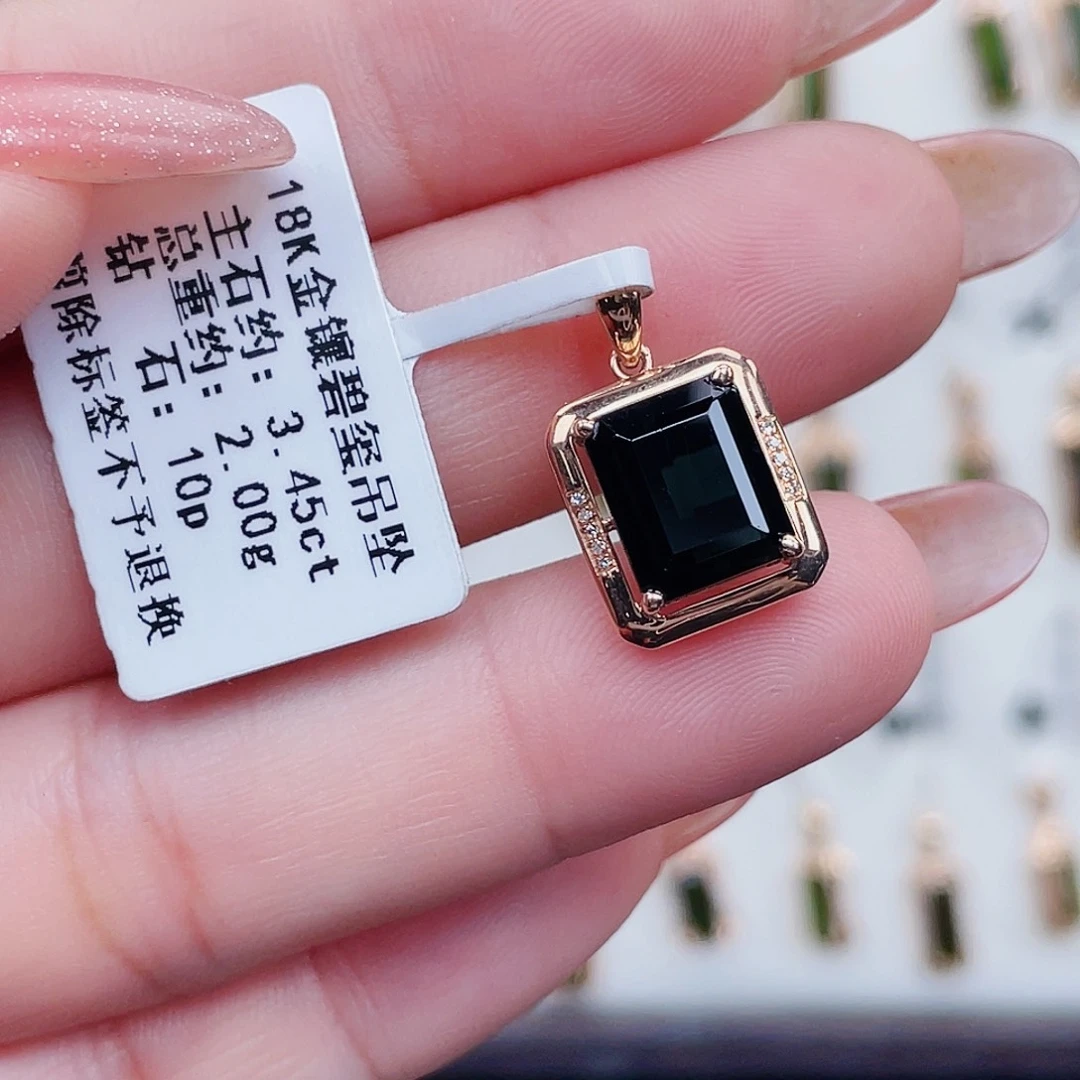 18K金镶碧玺吊坠
主石约: 3.45ct
总重约: 2.00g
钻 石: 10p
剪除标签不予退换